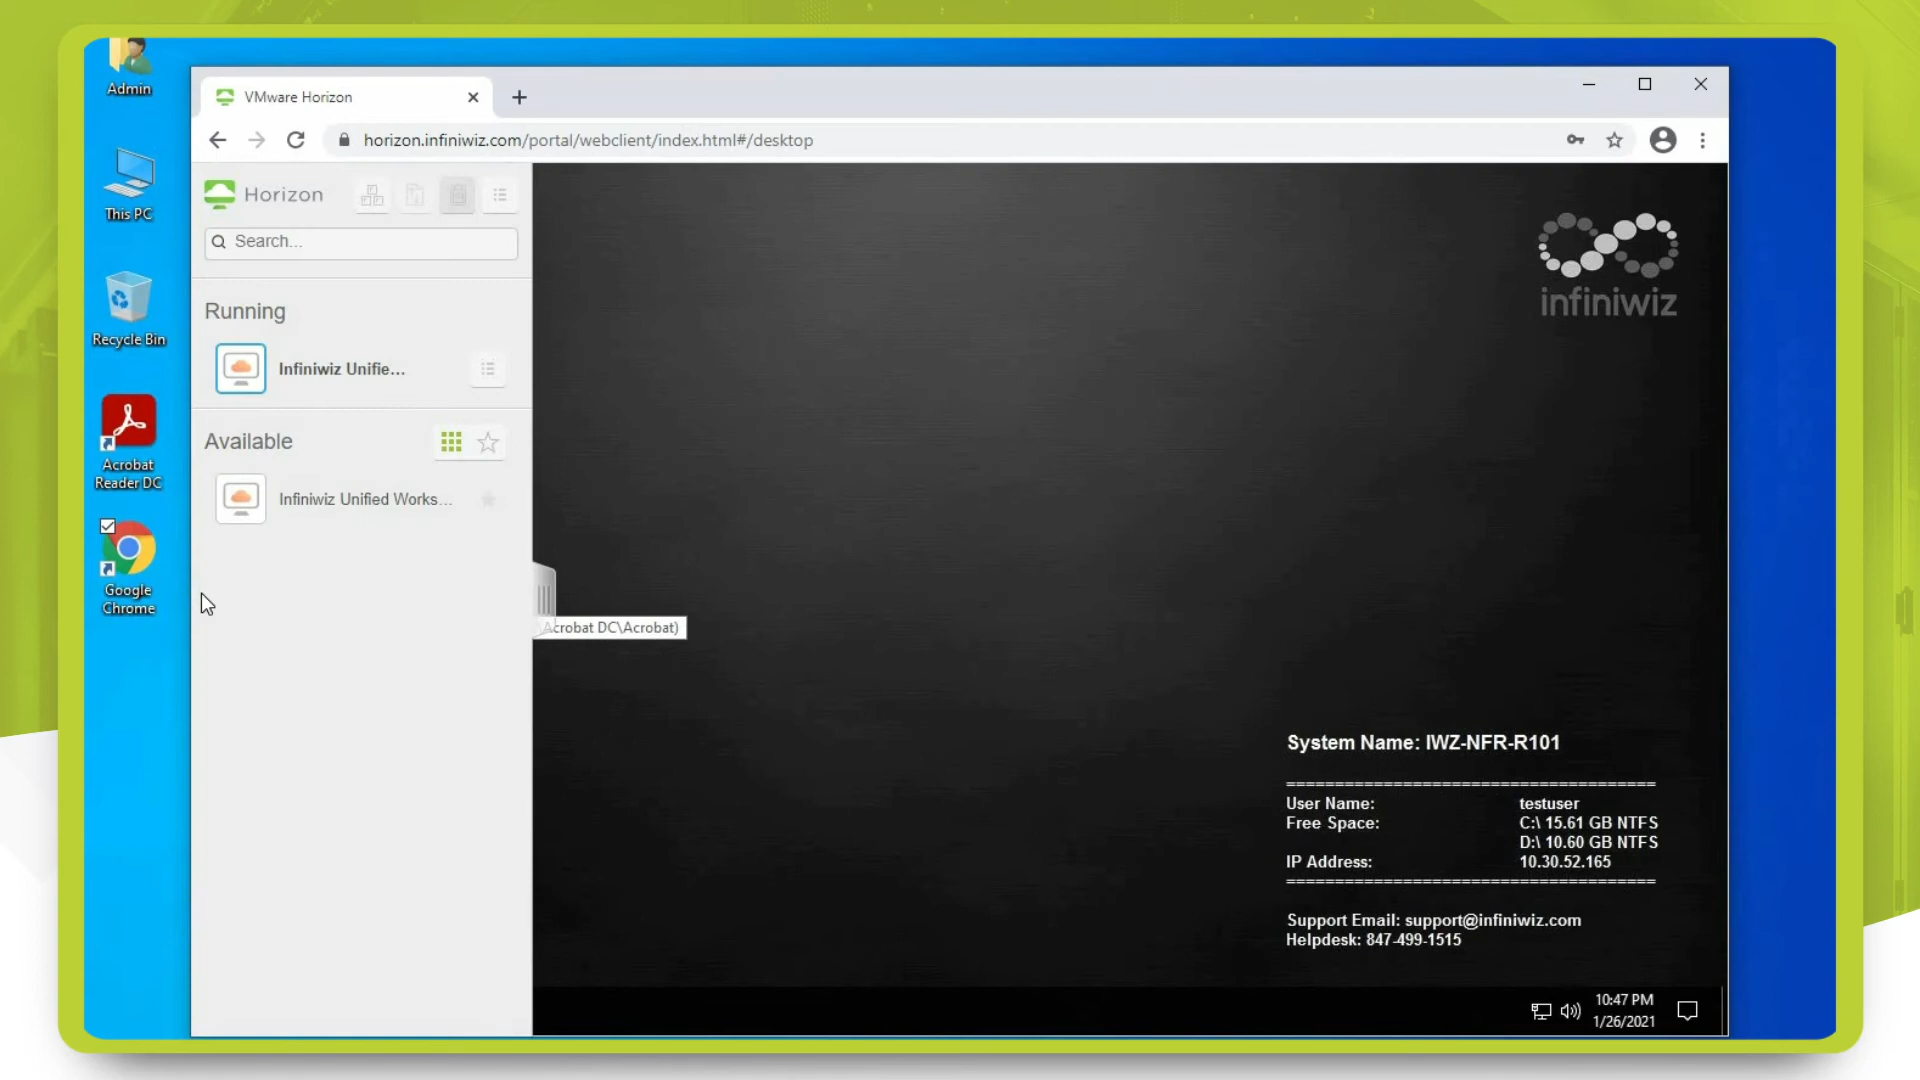 Admin
This PC
Recycle Bin
Acrobat
Reader DC
Google
Chrome
VMware Horizon
horizon.infiniwiz.com/portal/webclient/index.html#/desktop
Horizon
Search...
Running
Infiniwiz Unifie...
Available
Infiniwiz Unified Works...
Acrobat DC\Acrobat)
infiniwiz
System Name: IWZ-NFR-R101
======================================
User Name: testuser
Free Space: C:\ 15.61 GB NTFS
D:\ 10.60 GB NTFS
IP Address: 10.30.52.165
======================================
Support Email: support@infiniwiz.com
Helpdesk: 847-499-1515
10:47 PM
1/26/2021